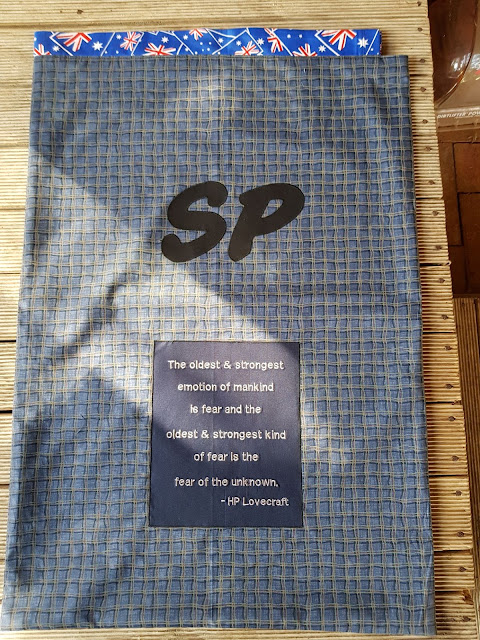 SP
The oldest & strongest
emotion of mankind
is fear and the
oldest & strongest kind
of fear is the
fear of the unknown.
- HP Lovecraft